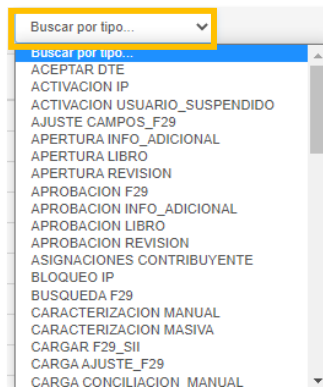 Buscar por tipo...
Buscar por tipo...
ACEPTAR DTE
ACTIVACION IP
ACTIVACION USUARIO_SUSPENDIDO
AJUSTE CAMPOS_F29
APERTURA INFO_ADICIONAL
APERTURA LIBRO
APERTURA REVISION
APROBACION F29
APROBACION INFO_ADICIONAL
APROBACION LIBRO
APROBACION REVISION
ASIGNACIONES CONTRIBUYENTE
BLOQUEO IP
BUSQUEDA F29
CARACTERIZACION MANUAL
CARACTERIZACION MASIVA
CARGAR F29_SII
CARGA AJUSTE_F29
CARGA CONCILIACION_MANUAL